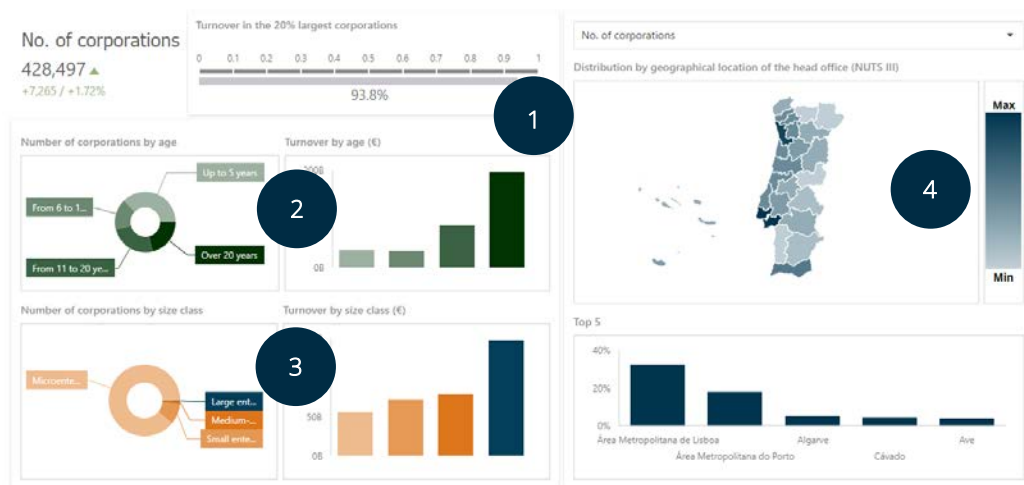 No. of corporations
428,497
+7,265 / +1.72%
Turnover in the 20% largest corporations
0 0.1 0.2 0.3 0.4 0.5 0.6 0.7 0.8 0.9 1
93.8%
1
No. of corporations
Distribution by geographical location of the head office (NUTS III)
Max
Min
4
Number of corporations by age
Up to 5 years
From 6 to 1...
From 11 to 20 ye...
Over 20 years
2
Turnover by age (€)
0B
Number of corporations by size class
Microente...
Large ent...
Medium-...
Small ente...
3
Turnover by size class (€)
50B
0B
Top 5
40%
20%
0%
Área Metropolitana de Lisboa
Área Metropolitana do Porto
Algarve
Cávado
Ave